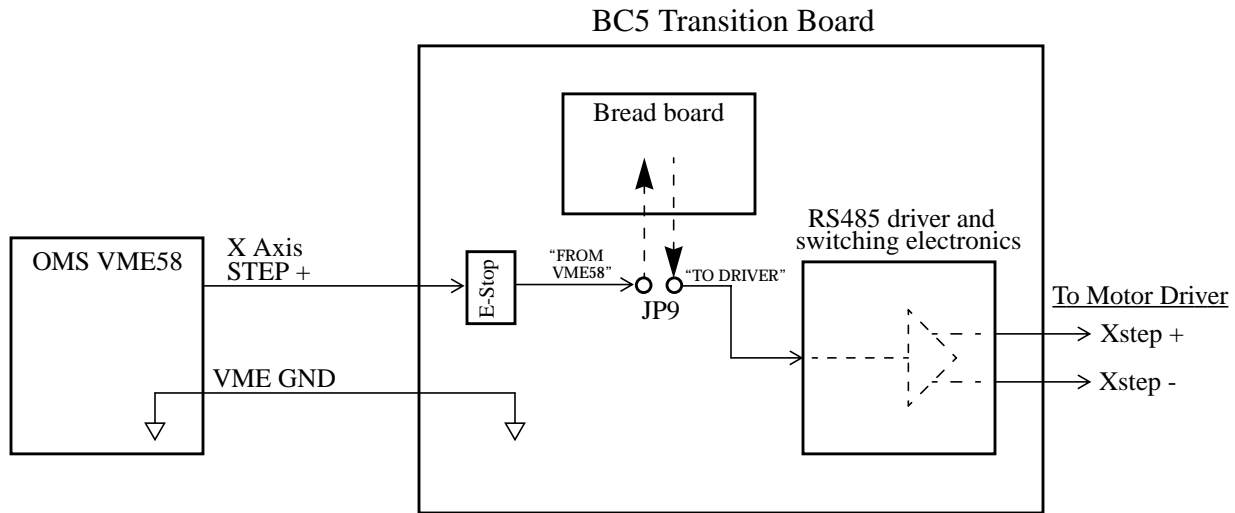 BC5 Transition Board
Bread board
RS485 driver and
switching electronics
OMS VME58
X Axis
STEP +
E-Stop
“FROM
VME58”
“TO DRIVER”
JP9
To Motor Driver
Xstep +
VME GND
Xstep -